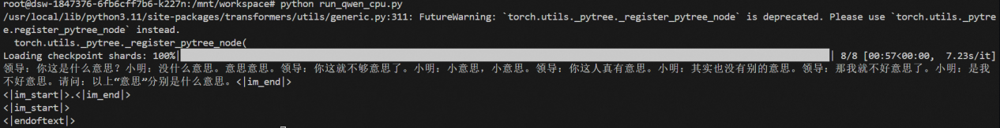 root@dsw-1847376-6fb6cff7b6-k227n:/mnt/workspace# python run_qwen_cpu.py
/usr/local/lib/python3.11/site-packages/transformers/utils/generic.py:311: FutureWarning: `torch.utils._pytree._register_pytree_node` is deprecated. Please use `torch.utils._pytre
e.register_pytree_node` instead.
  torch.utils._pytree._register_pytree_node(
Loading checkpoint shards: 100%| | 8/8 [00:57<00:00,  7.23s/it]
领导：你这是什么意思？小明：没什么意思。意思意思。领导：你这就不够意思了。小明：小意思，小意思。领导：你这人真有意思。小明：其实也没有别的意思。领导：那我就不好意思了。小明：是我
不好意思。请问：以上“意思”分别是什么意思。<|im_end|>
<|im_start|>.<|im_end|>
<|im_start|>
<|endoftext|>